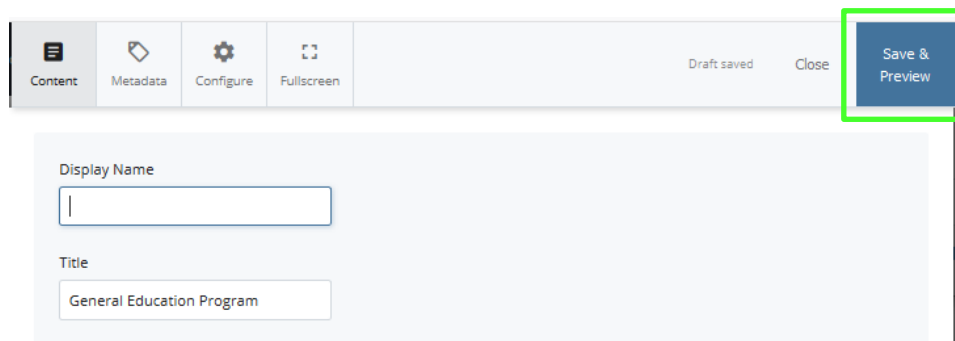 Content
Metadata
Configure
Fullscreen
Draft saved
Close
Save &
Preview
Display Name
Title
General Education Program